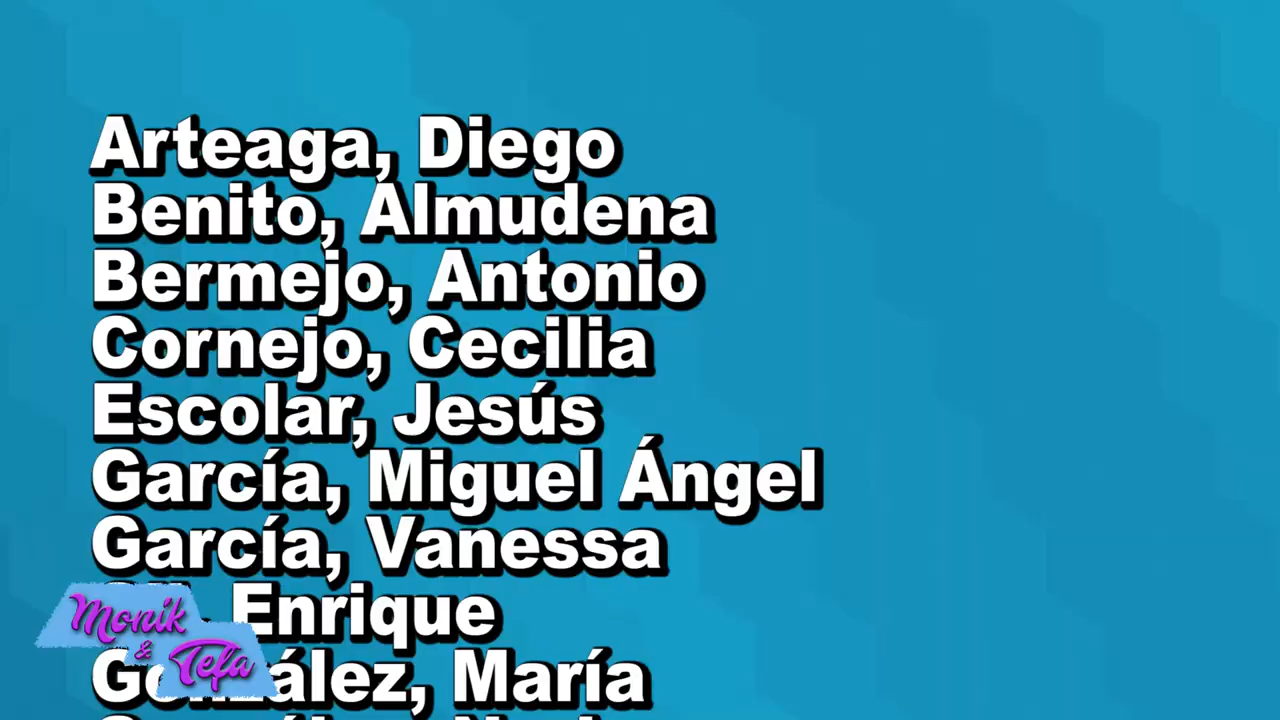 Arteaga, Diego
Benito, Almudena
Bermejo, Antonio
Cornejo, Cecilia
Escolar, Jesús
García, Miguel Ángel
García, Vanessa
Enrique
González, María
Monik
&
Tefa